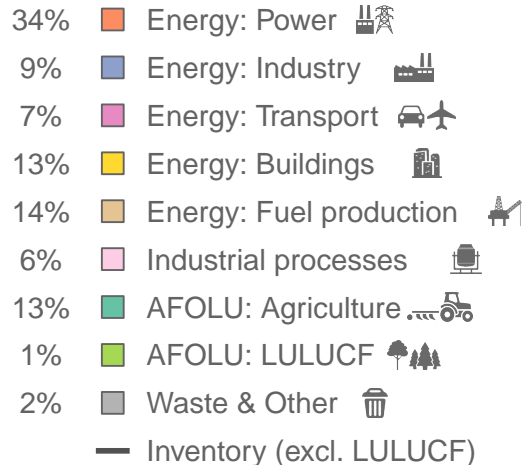 34% Energy: Power
9% Energy: Industry
7% Energy: Transport
13% Energy: Buildings
14% Energy: Fuel production
6% Industrial processes
13% AFOLU: Agriculture
1% AFOLU: LULUCF
2% Waste & Other
Inventory (excl. LULUCF)